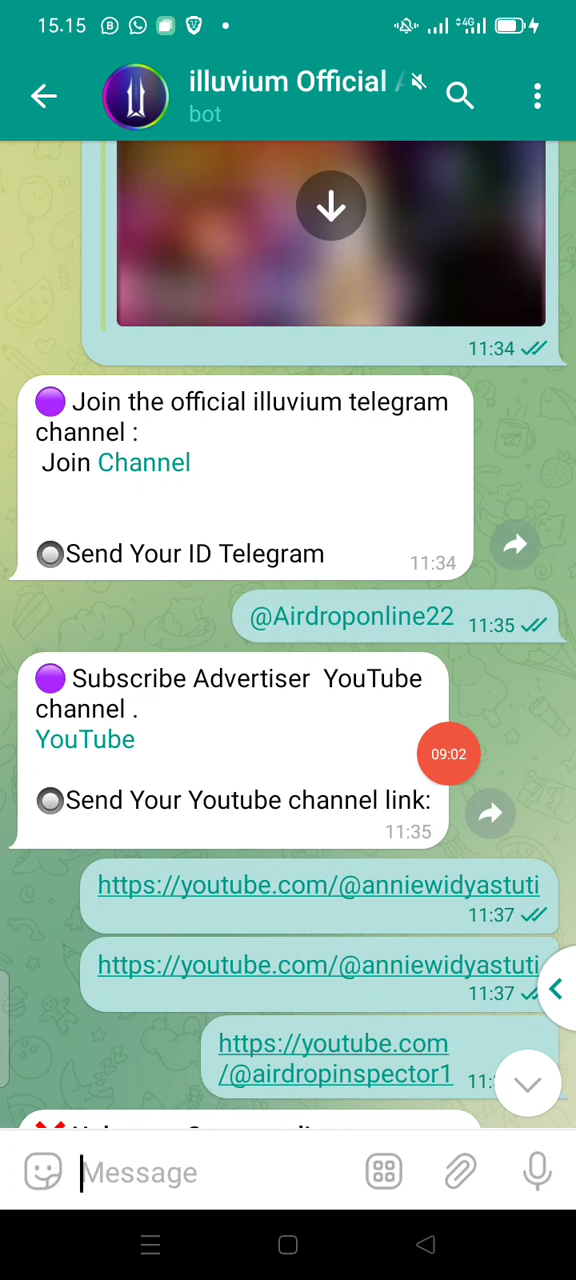 15.15
4G
illuvium Official
bot
11:34
Join the official illuvium telegram
channel :
Join Channel
Send Your ID Telegram
11:34
@Airdroponline22
11:35
Subscribe Advertiser YouTube
channel .
YouTube
09:02
Send Your Youtube channel link:
11:35
https://youtube.com/@anniewidyastuti
11:37
https://youtube.com/@anniewidyastuti
11:37
https://youtube.com
/@airdropinspector1
Message